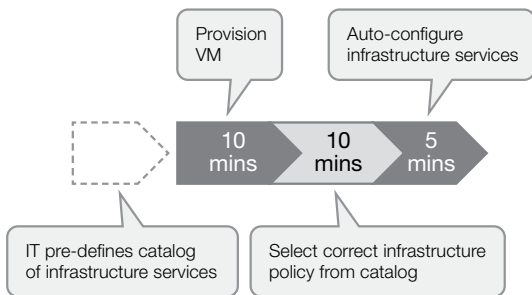 Provision
VM
Auto-configure
infrastructure services
10
mins
10
mins
5
mins
IT pre-defines catalog
of infrastructure services
Select correct infrastructure
policy from catalog